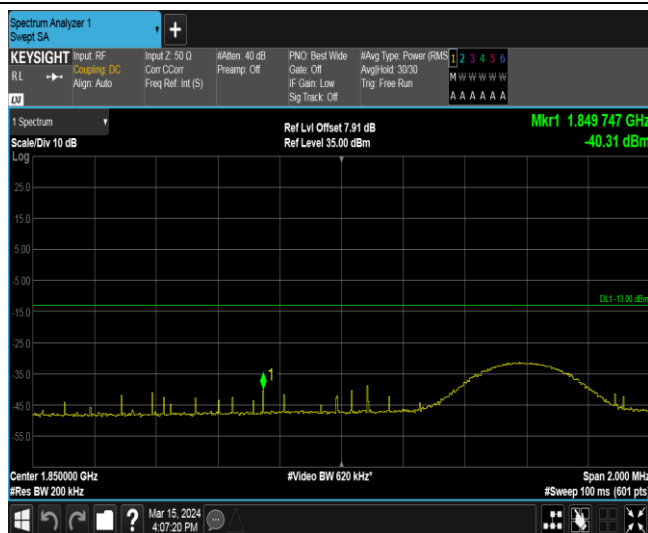 Spectrum Analyzer 1
Swept SA
+
KEYSIGHT Input: RF Input Z: 50 Ω #Atten: 40 dB PNO: Best Wide #Avg Type: Power (RMS 1 2 3 4 5 6
RL Coupling: DC Corr CCorr Preamp: Off Gate: Off Avg|Hold: 30/30 M W W W W W
Align: Auto Freq Ref: Int (S) IF Gain: Low Trig: Free Run
Sig Track: Off A A A A A A
1 Spectrum Ref Lvl Offset 7.91 dB Mkr1 1.849 747 GHz
Scale/Div 10 dB Ref Level 35.00 dBm -40.31 dBm
Log
25.0
15.0
5.00
-5.00
DL1 -13.00 dBm
-15.0
-25.0
-35.0
1
-45.0
-55.0
Center 1.850000 GHz #Video BW 620 kHz* Span 2.000 MHz
#Res BW 200 kHz #Sweep 100 ms (601 pts)
? Mar 15, 2024
4:07:20 PM